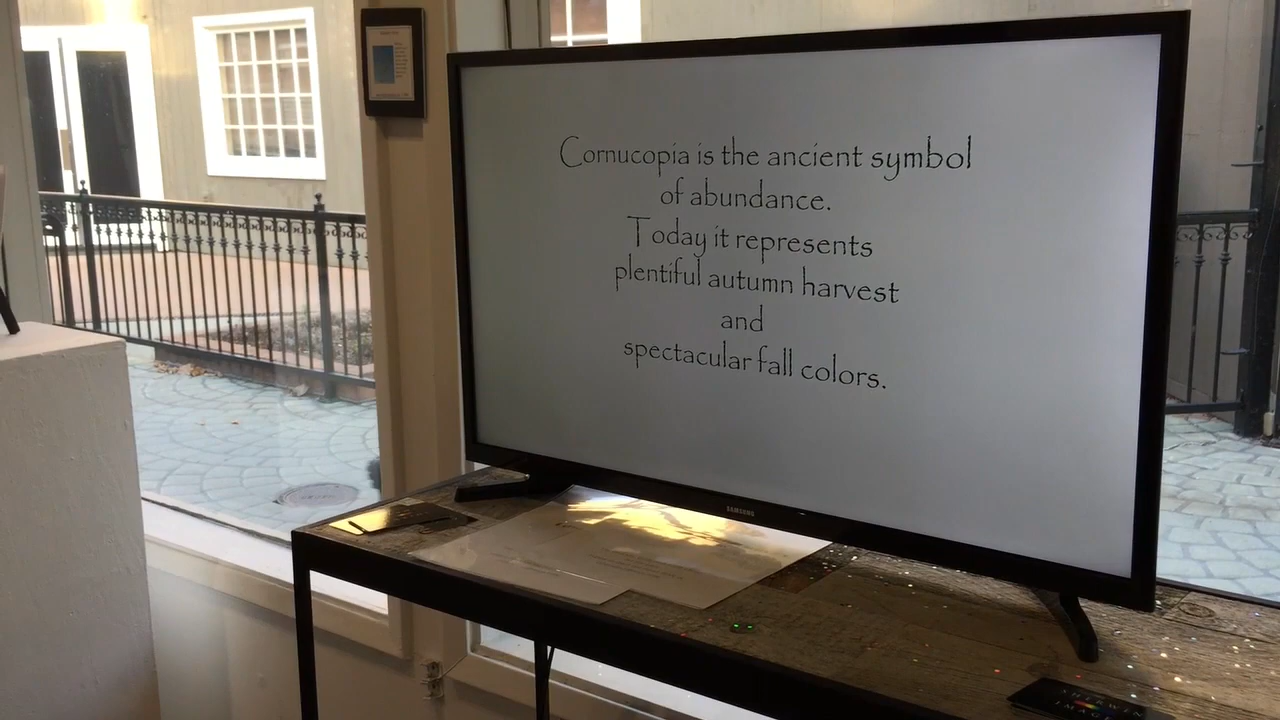 Cornucopia is the ancient symbol
of abundance.
Today it represents
plentiful autumn harvest
and
spectacular fall colors.
SAMSUNG